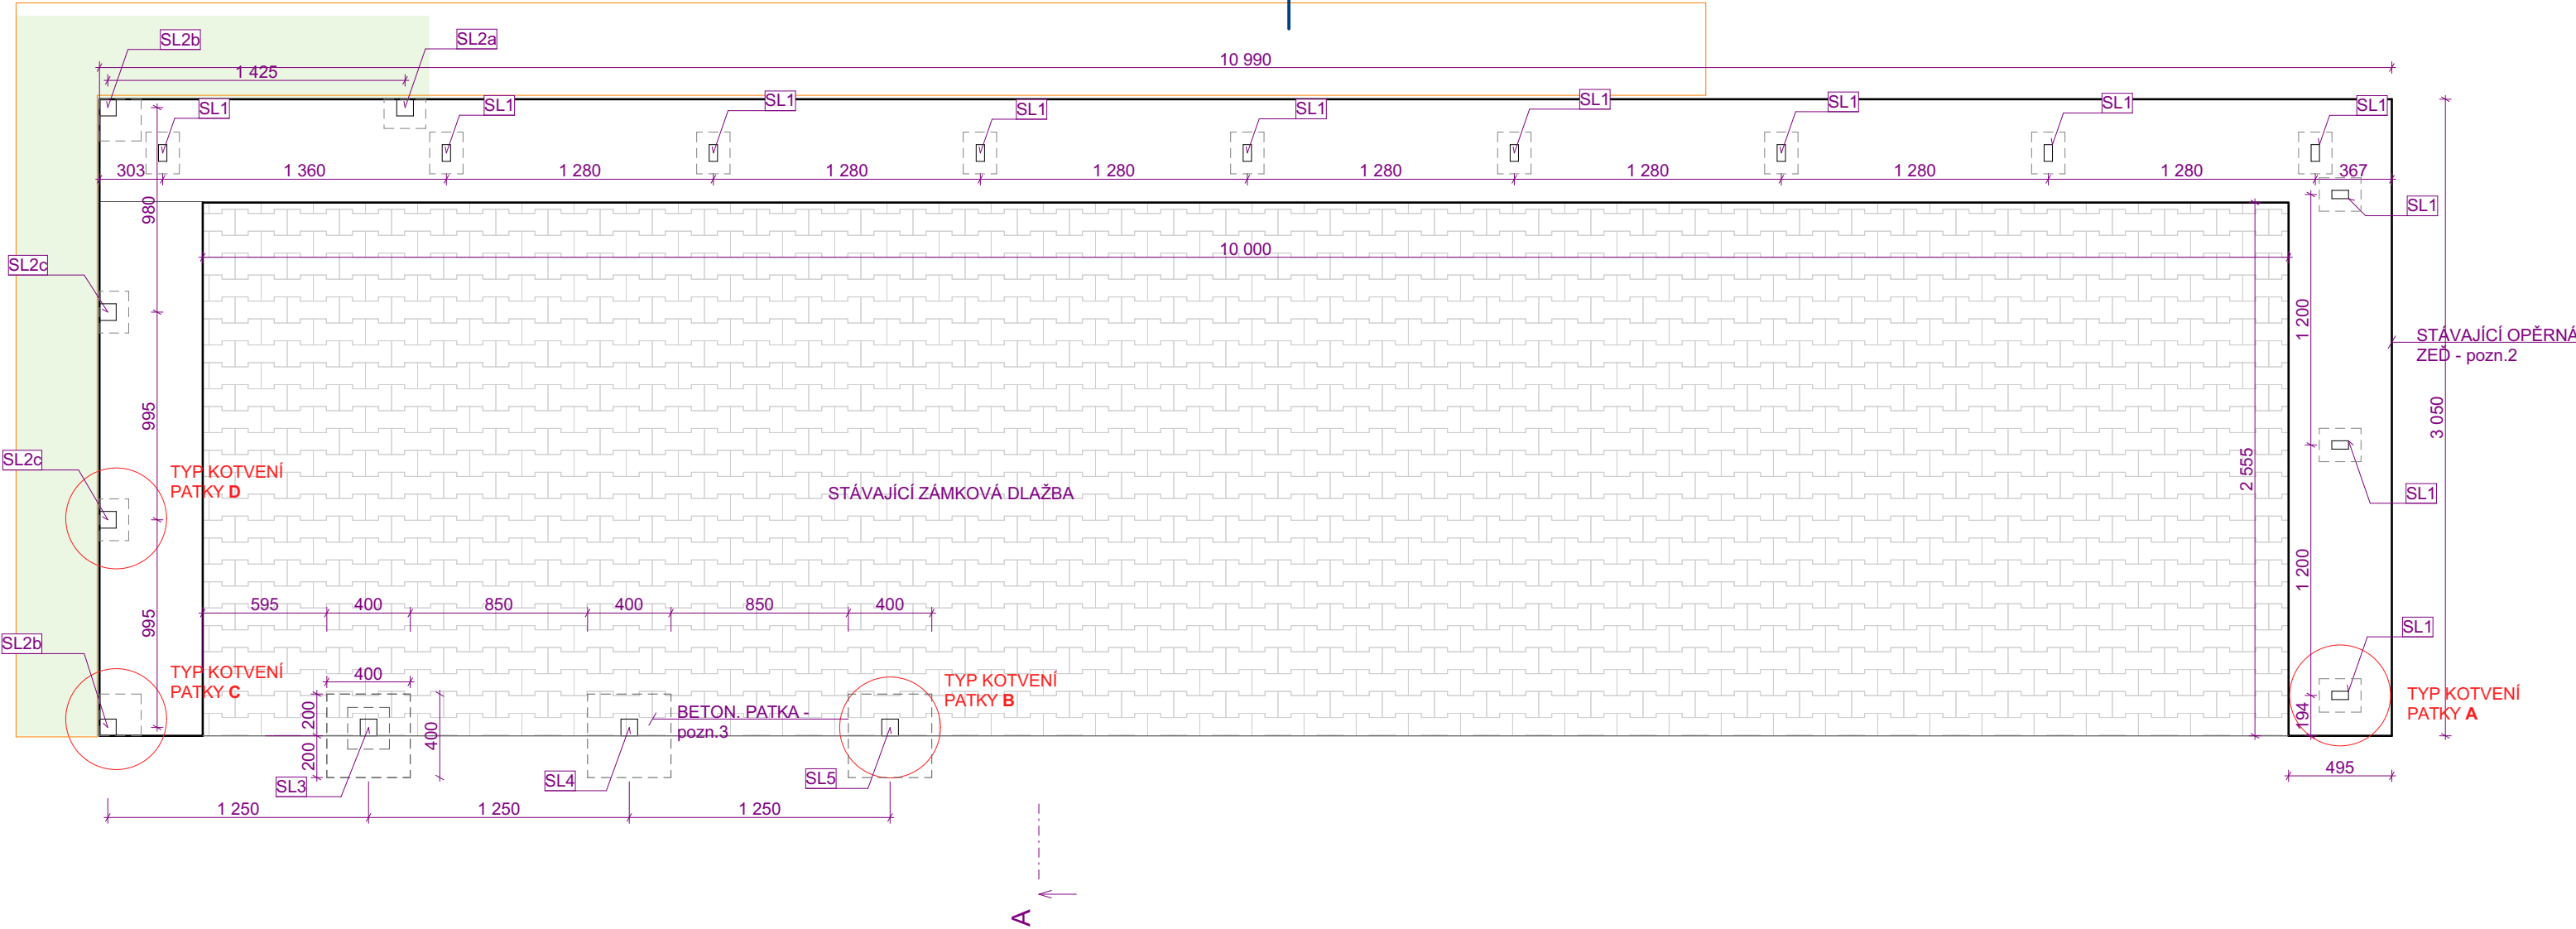 SL2b
SL2a
10 990
1 425
SL1
SL1
SL1
SL1
SL1
SL1
SL1
SL1
SL1
303
1 360
1 280
1 280
1 280
1 280
1 280
1 280
1 280
367
980
SL1
10 000
SL2c
1 200
STÁVAJÍCÍ OPĚRNÁ
ZEĎ - pozn.2
3 050
995
SL2c
TYP KOTVENÍ
PATKY D
STÁVAJÍCÍ ZÁMKOVÁ DLAŽBA
2 555
SL1
1 200
595
400
850
400
850
400
995
SL2b
SL1
TYP KOTVENÍ
PATKY C
400
TYP KOTVENÍ
PATKY B
TYP KOTVENÍ
PATKY A
200
200
400
BETON. PATKA -
pozn.3
194
SL3
SL4
SL5
495
1 250
1 250
1 250
A